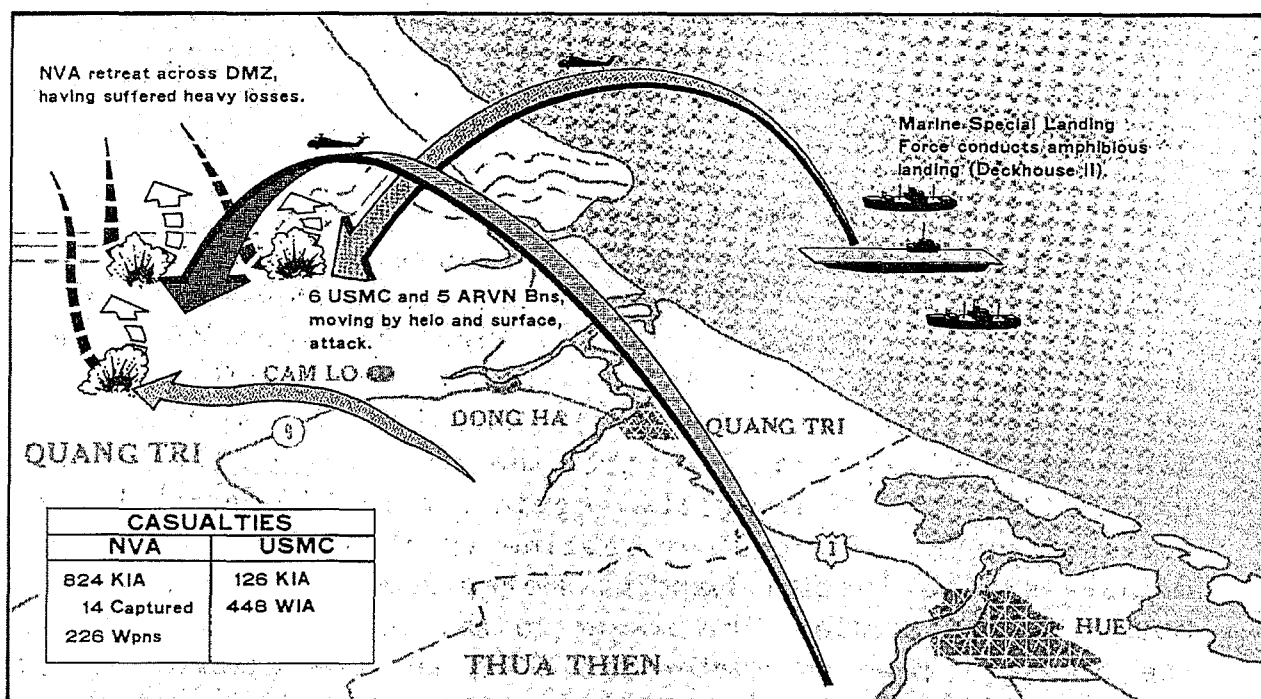 NVA retreat across DMZ,
having suffered heavy losses.
Marine Special Landing
Force conducts amphibious
landing (Deckhouse II).
6 USMC and 5 ARVN Bns,
moving by helo and surface,
attack.
CAM LO
9
DONG HA
QUANG TRI
QUANG TRI
1
HUE
THUA THIEN
CASUALTIES
NVA USMC
824 KIA 126 KIA
14 Captured 448 WIA
226 Wpns